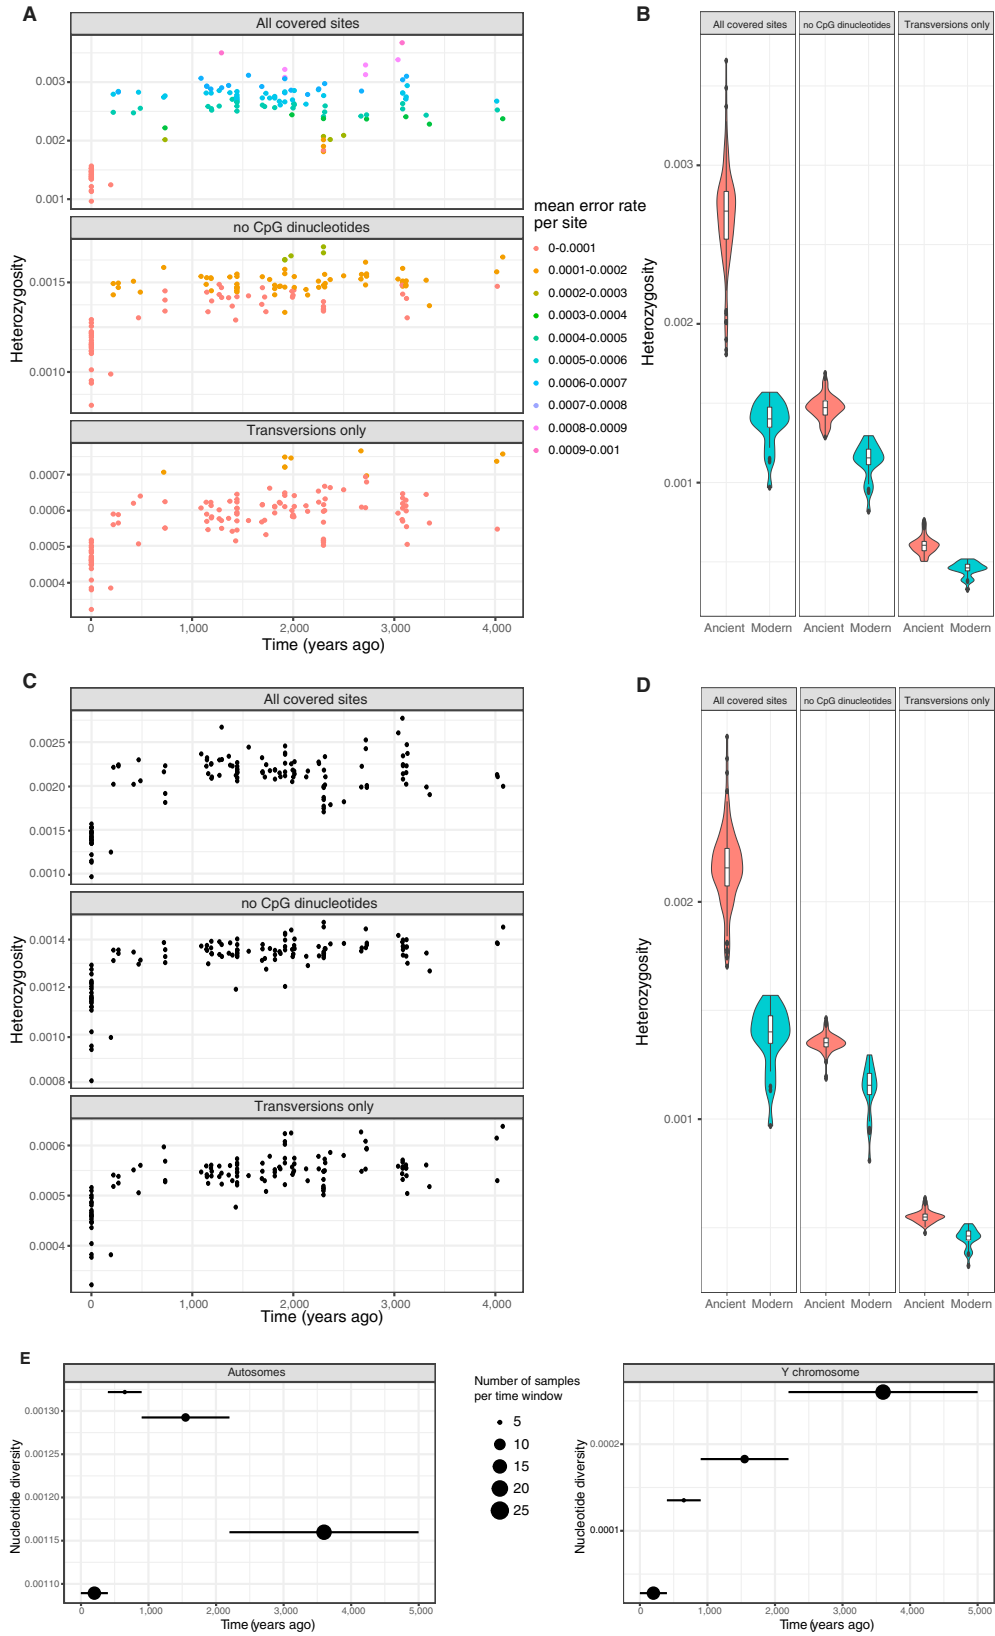 A
All covered sites
0.003
0.002
0.001
no CpG dinucleotides
0.0015
0.0010
Transversions only
0.0007
0.0006
0.0005
0.0004
Heterozygosity
0
1,000
2,000
3,000
4,000
Time (years ago)
mean error rate
per site
0-0.0001
0.0001-0.0002
0.0002-0.0003
0.0003-0.0004
0.0004-0.0005
0.0005-0.0006
0.0006-0.0007
0.0007-0.0008
0.0008-0.0009
0.0009-0.001
B
All covered sites
no CpG dinucleotides
Transversions only
0.003
0.002
0.001
Heterozygosity
Ancient Modern
Ancient Modern
Ancient Modern
C
All covered sites
0.0025
0.0020
0.0015
0.0010
no CpG dinucleotides
0.0014
0.0012
0.0010
0.0008
Transversions only
0.0006
0.0005
0.0004
Heterozygosity
0
1,000
2,000
3,000
4,000
Time (years ago)
D
All covered sites
no CpG dinucleotides
Transversions only
0.002
0.001
Heterozygosity
Ancient Modern
Ancient Modern
Ancient Modern
E
Autosomes
0.00130
0.00125
0.00120
0.00115
0.00110
Nucleotide diversity
0
1,000
2,000
3,000
4,000
5,000
Time (years ago)
Number of samples
per time window
5
10
15
20
25
Y chromosome
0.0002
0.0001
Nucleotide diversity
0
1,000
2,000
3,000
4,000
5,000
Time (years ago)